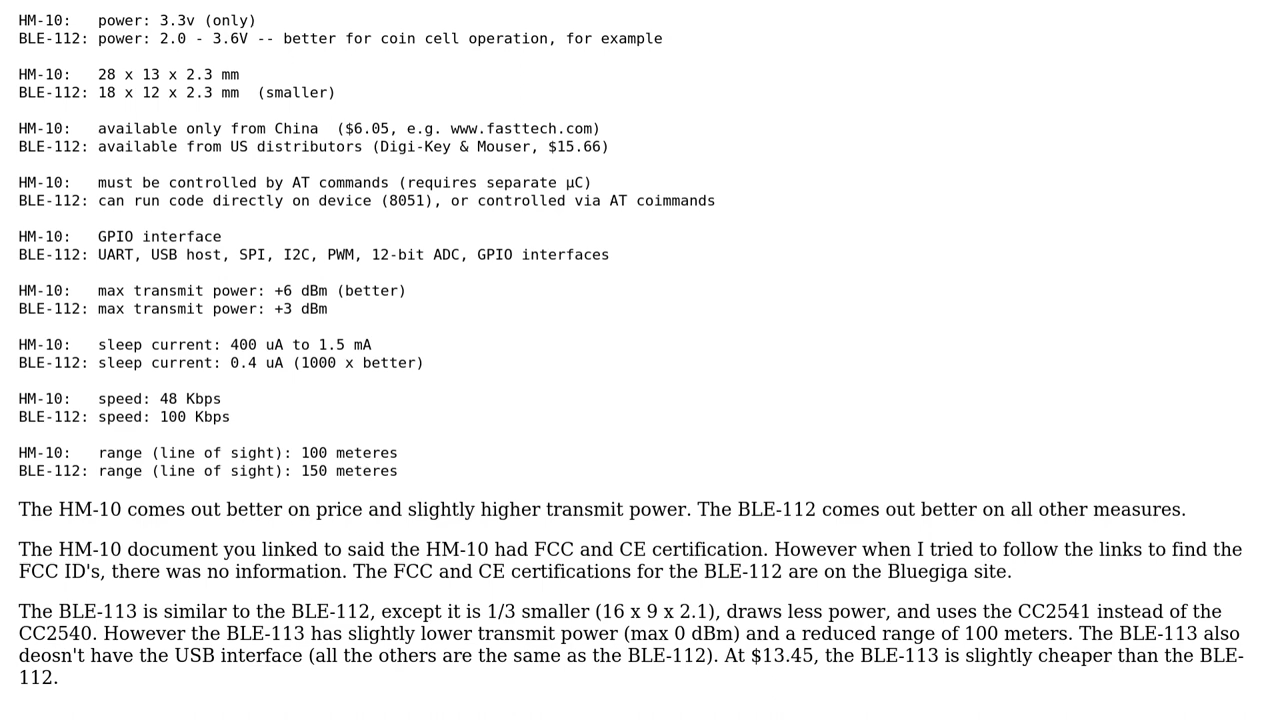 HM-10:   power: 3.3v (only)
BLE-112: power: 2.0 - 3.6V -- better for coin cell operation, for example
HM-10:   28 x 13 x 2.3 mm
BLE-112: 18 x 12 x 2.3 mm  (smaller)
HM-10:   available only from China  ($6.05, e.g. www.fasttech.com)
BLE-112: available from US distributors (Digi-Key & Mouser, $15.66)
HM-10:   must be controlled by AT commands (requires separate µC)
BLE-112: can run code directly on device (8051), or controlled via AT coimmands
HM-10:   GPIO interface
BLE-112: UART, USB host, SPI, I2C, PWM, 12-bit ADC, GPIO interfaces
HM-10:   max transmit power: +6 dBm (better)
BLE-112: max transmit power: +3 dBm
HM-10:   sleep current: 400 uA to 1.5 mA
BLE-112: sleep current: 0.4 uA (1000 x better)
HM-10:   speed: 48 Kbps
BLE-112: speed: 100 Kbps
HM-10:   range (line of sight): 100 meteres
BLE-112: range (line of sight): 150 meteres
The HM-10 comes out better on price and slightly higher transmit power. The BLE-112 comes out better on all other measures.
The HM-10 document you linked to said the HM-10 had FCC and CE certification. However when I tried to follow the links to find the
FCC ID's, there was no information. The FCC and CE certifications for the BLE-112 are on the Bluegiga site.
The BLE-113 is similar to the BLE-112, except it is 1/3 smaller (16 x 9 x 2.1), draws less power, and uses the CC2541 instead of the
CC2540. However the BLE-113 has slightly lower transmit power (max 0 dBm) and a reduced range of 100 meters. The BLE-113 also
deosn't have the USB interface (all the others are the same as the BLE-112). At $13.45, the BLE-113 is slightly cheaper than the BLE-
112.